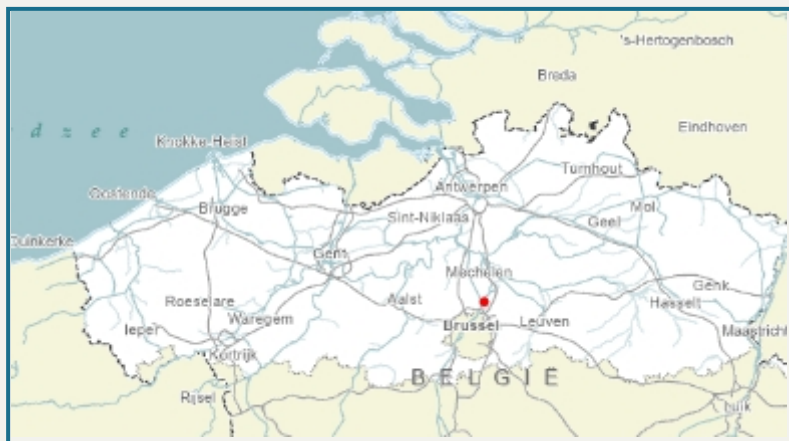 's-Hertogenbosch
Breda
Eindhoven
d z e e
Knokke-Heist
Turnhout
Antwerpen
Oostende
Brugge
Sint-Niklaas
Geel
Mol
Duinkerke
Gent
Mechelen
Genk
Roeselare
Aalst
Hasselt
Ieper
Waregem
Brussel
Leuven
Maastricht
Kortrijk
BELGIË
Rijsel
Luik